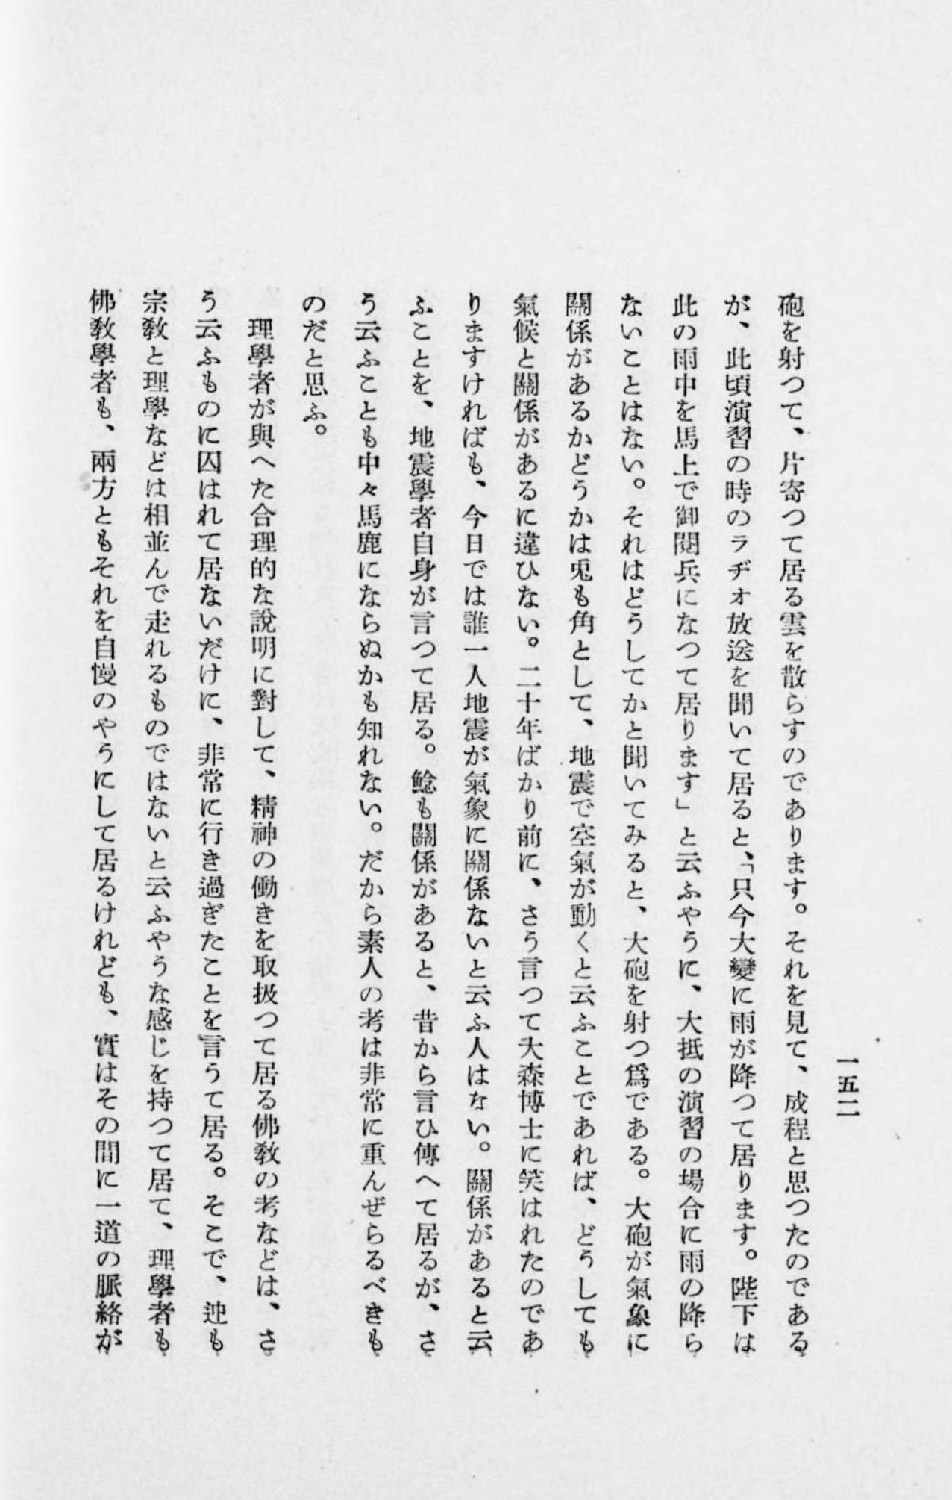 一五二
砲を射つて、片寄つて居る雲を散らすのであります。それを見て、成程と思つたのである
が、此頃演習の時のラヂオ放送を聞いて居ると、「只今大變に雨が降つて居ります。陛下は
此の雨中を馬上で御閱兵になつて居ります」と云ふやうに、大抵の演習の場合に雨の降ら
ないことはない。それはどうしてかと聞いてみると、大砲を射つ爲である。大砲が氣象に
關係があるかどうかは兎も角として、地震で空氣が動くと云ふことであれば、どうしても
氣候と關係があるに違ひない。二十年ばかり前に、さう言つて大森博士に笑はれたのであ
りますけれども、今日では誰一人地震が氣象に關係ないと云ふ人はない。關係があると云
ふことを、地震學者自身が言つて居る。鯰も關係があると、昔から言ひ傳へて居るが、さ
う云ふことも中々馬鹿にならぬかも知れない。だから素人の考は非常に重んぜらるべきも
のだと思ふ。
理學者が與へた合理的な說明に對して、精神の働きを取扱つて居る佛敎の考などは、さ
う云ふものに囚はれて居ないだけに、非常に行き過ぎたことを言うて居る。そこで、迚も
宗敎と理學などは相並んで走れるものではないと云ふやうな感じを持つて居て、理學者も
佛敎學者も、兩方ともそれを自慢のやうにして居るけれども、實はその間に一道の脈絡が